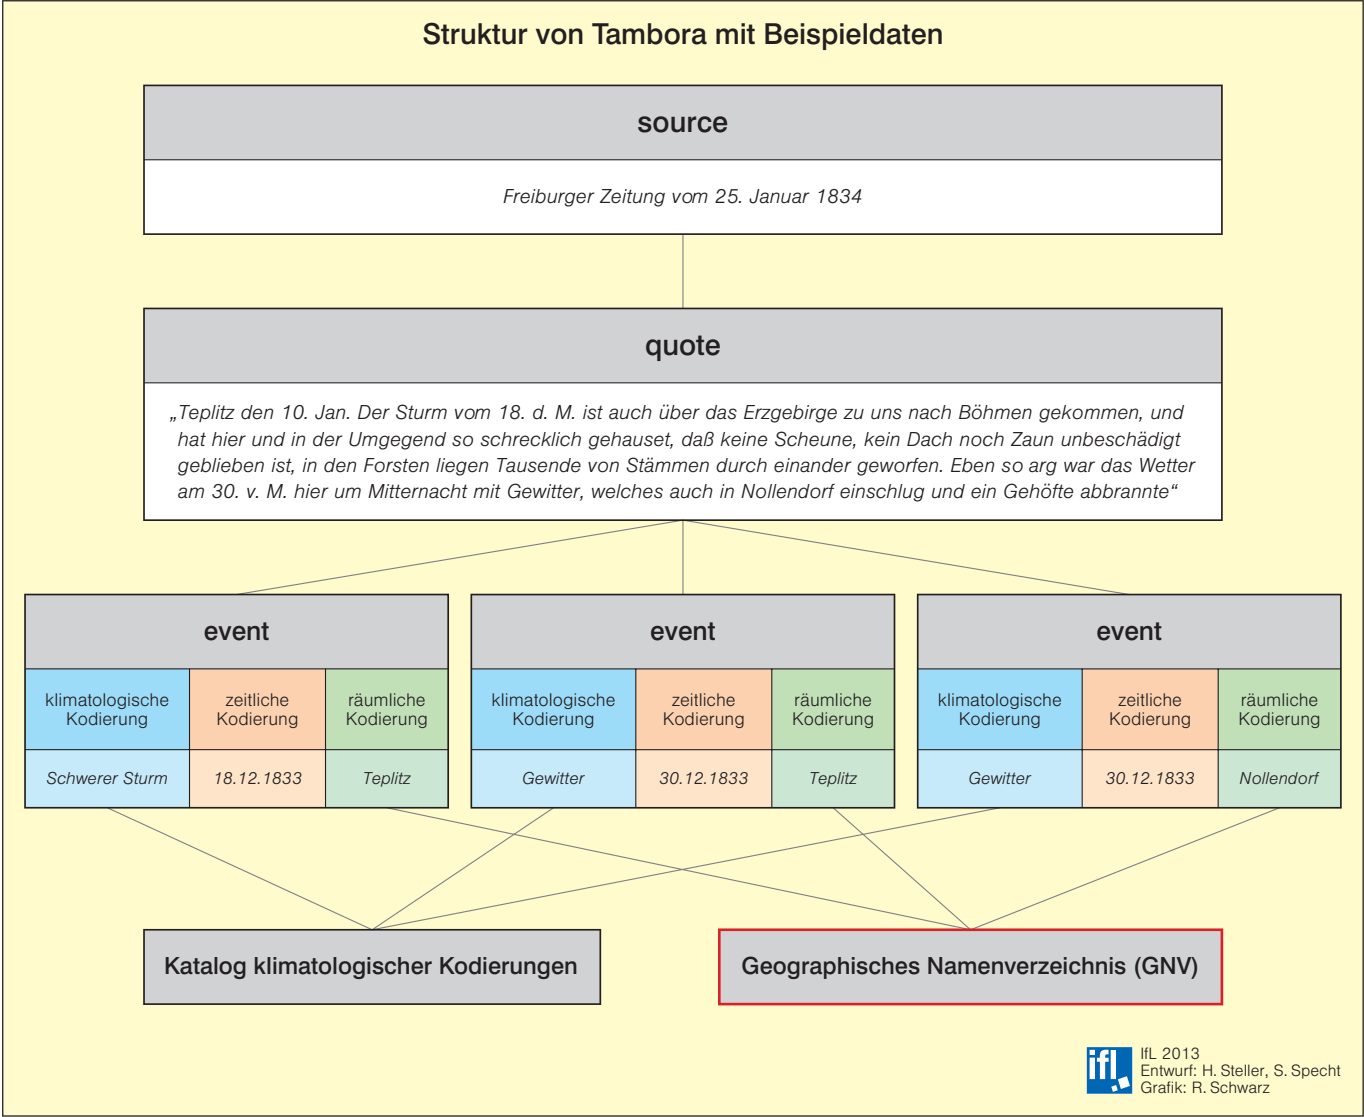 Struktur von Tambora mit Beispieldaten
source
Freiburger Zeitung vom 25. Januar 1834
quote
„Teplitz den 10. Jan. Der Sturm vom 18. d. M. ist auch über das Erzgebirge zu uns nach Böhmen gekommen, und
hat hier und in der Umgegend so schrecklich gehauset, daß keine Scheune, kein Dach noch Zaun unbeschädigt
geblieben ist, in den Forsten liegen Tausende von Stämmen durch einander geworfen. Eben so arg war das Wetter
am 30. v. M. hier um Mitternacht mit Gewitter, welches auch in Nollendorf einschlug und ein Gehöfte abbrannte“
event
klimatologische
Kodierung
zeitliche
Kodierung
räumliche
Kodierung
Schwerer Sturm
18.12.1833
Teplitz
event
klimatologische
Kodierung
zeitliche
Kodierung
räumliche
Kodierung
Gewitter
30.12.1833
Teplitz
event
klimatologische
Kodierung
zeitliche
Kodierung
räumliche
Kodierung
Gewitter
30.12.1833
Nollendorf
Katalog klimatologischer Kodierungen
Geographisches Namenverzeichnis (GNV)
ifl
IfL 2013
Entwurf: H. Steller, S. Specht
Grafik: R. Schwarz